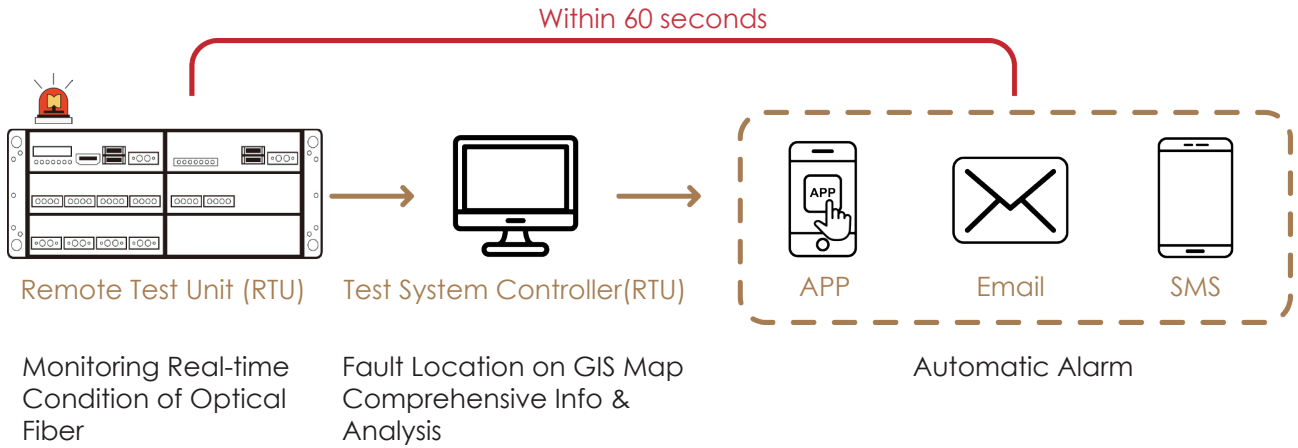 Within 60 seconds
APP
Remote Test Unit (RTU)
Test System Controller(RTU)
APP
Email
SMS
Monitoring Real-time
Condition of Optical
Fiber
Fault Location on GIS Map
Comprehensive Info &
Analysis
Automatic Alarm